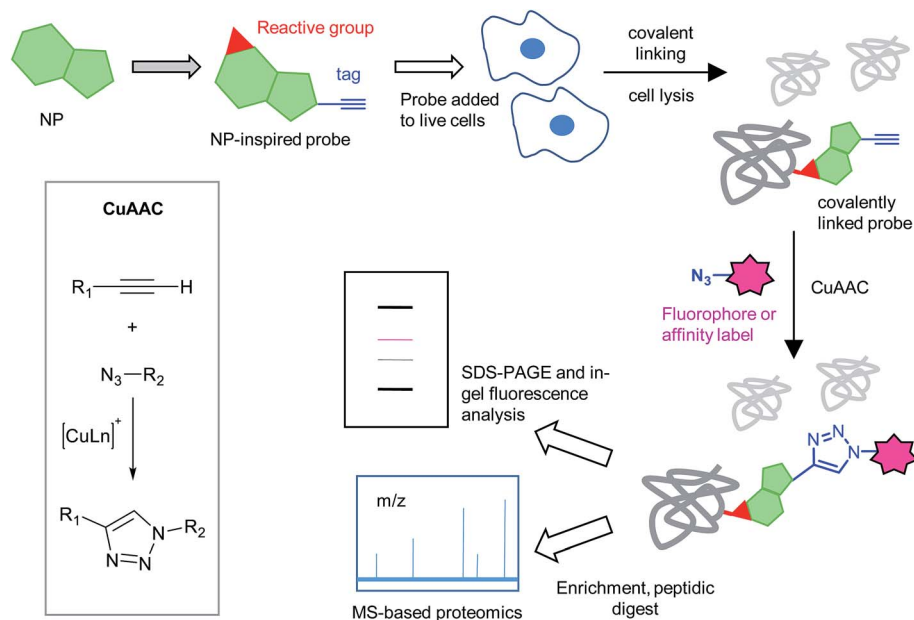 Reactive group
tag
NP
NP-inspired probe
Probe added
to live cells
covalent
linking
cell lysis
covalently
linked probe
CuAAC
N3
Fluorophore or
affinity label
CuAAC
R1
H
+
N3 R2
[CuLn]+
R1
R2
N
N
N
SDS-PAGE and in-
gel fluorescence
analysis
N
N
N
m/z
MS-based proteomics
Enrichment, peptidic
digest